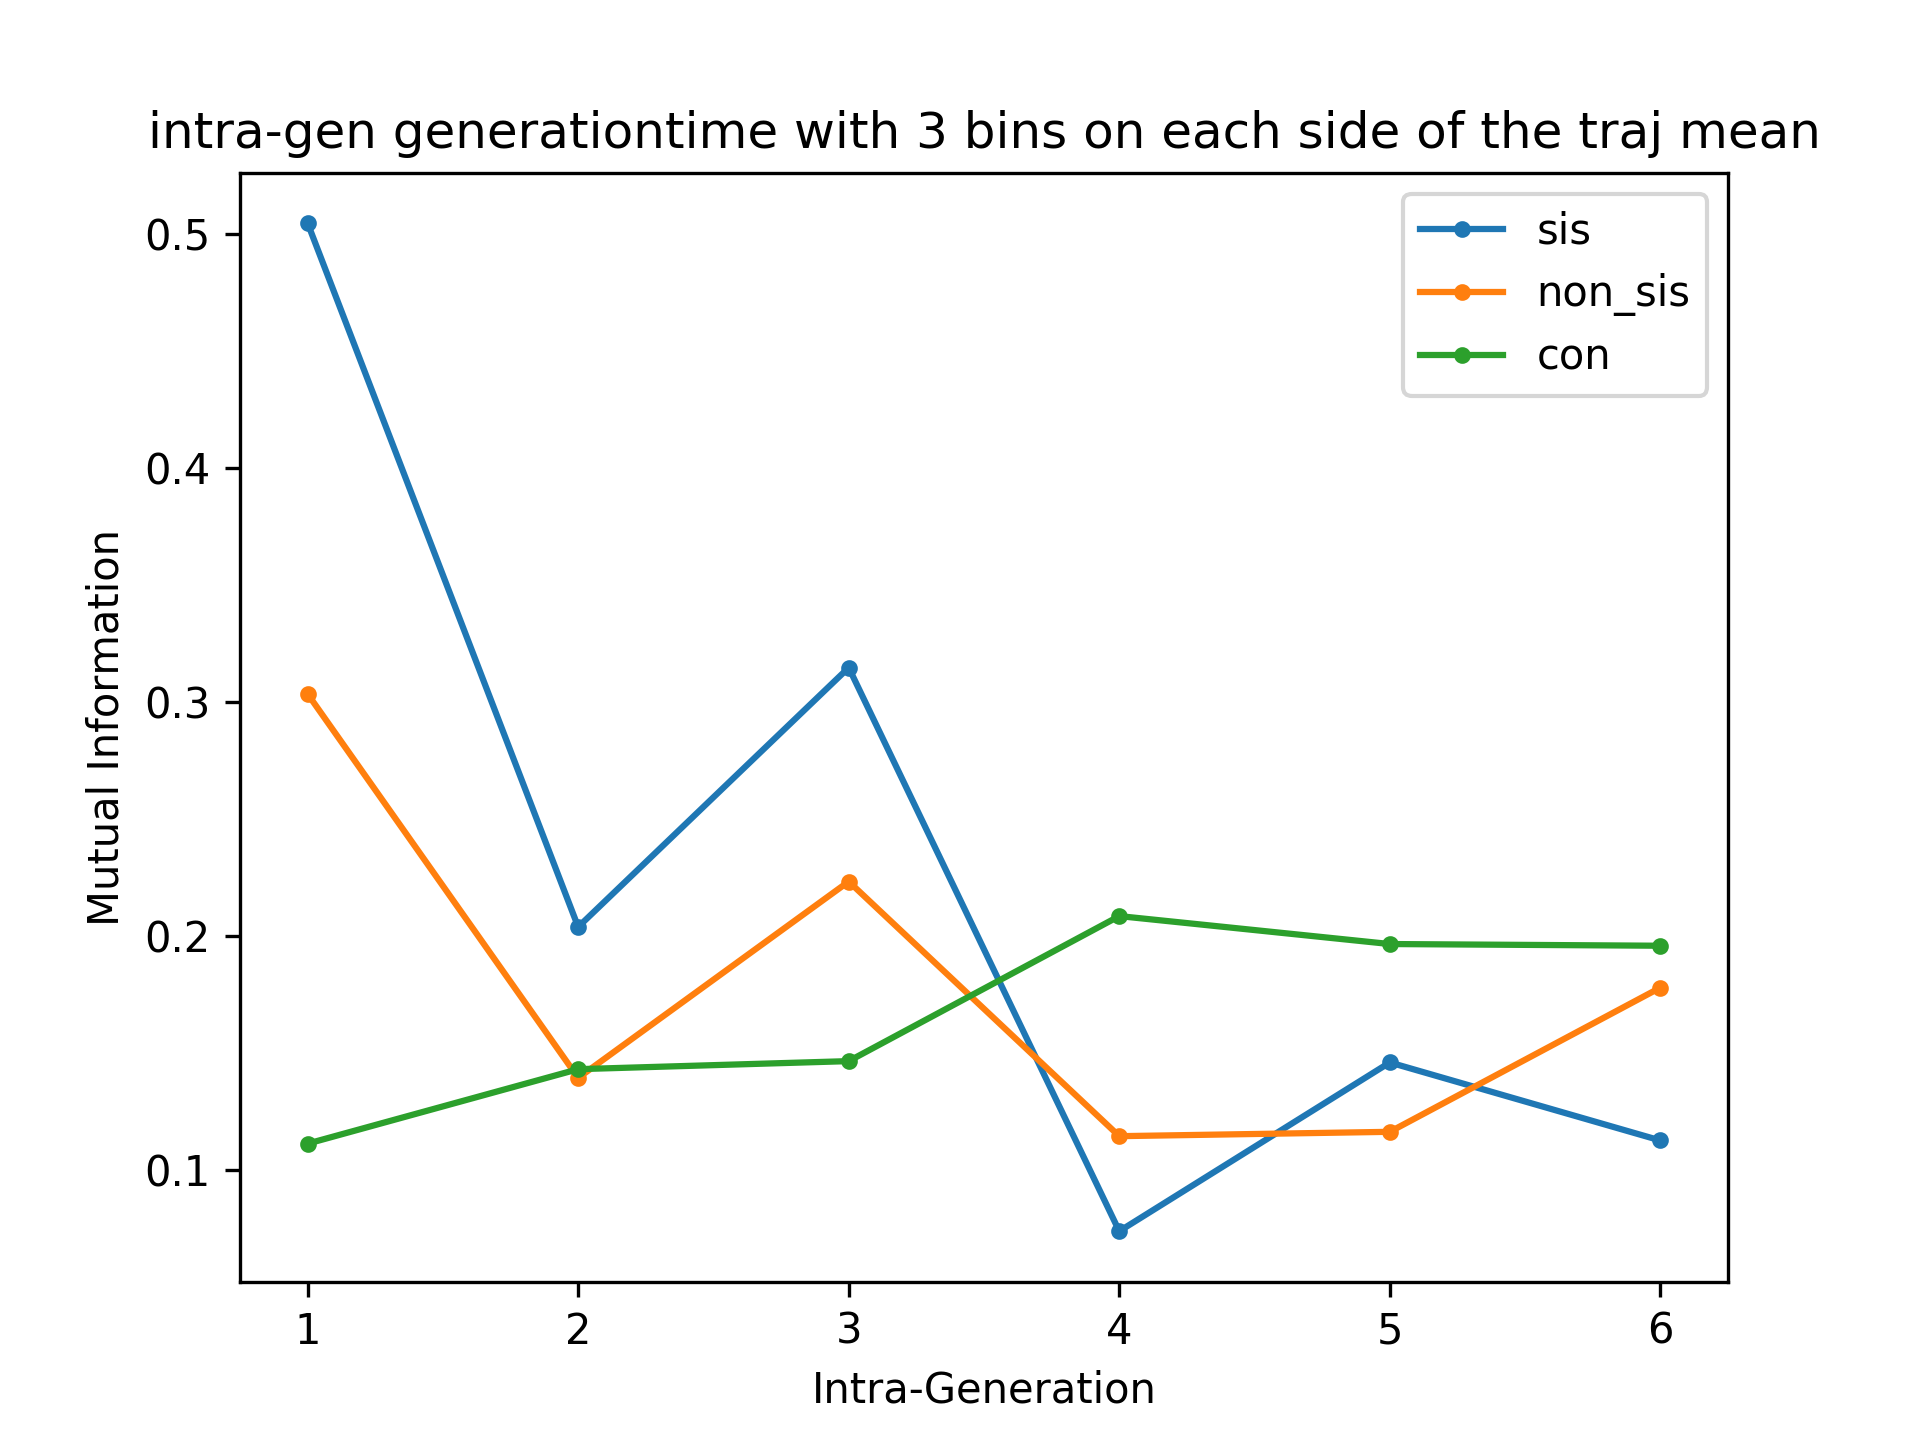 intra-gen generationtime with 3 bins on each side of the traj mean
sis
non_sis
con
0.5
0.4
0.3
0.2
0.1
Mutual Information
1 2 3 4 5 6
Intra-Generation